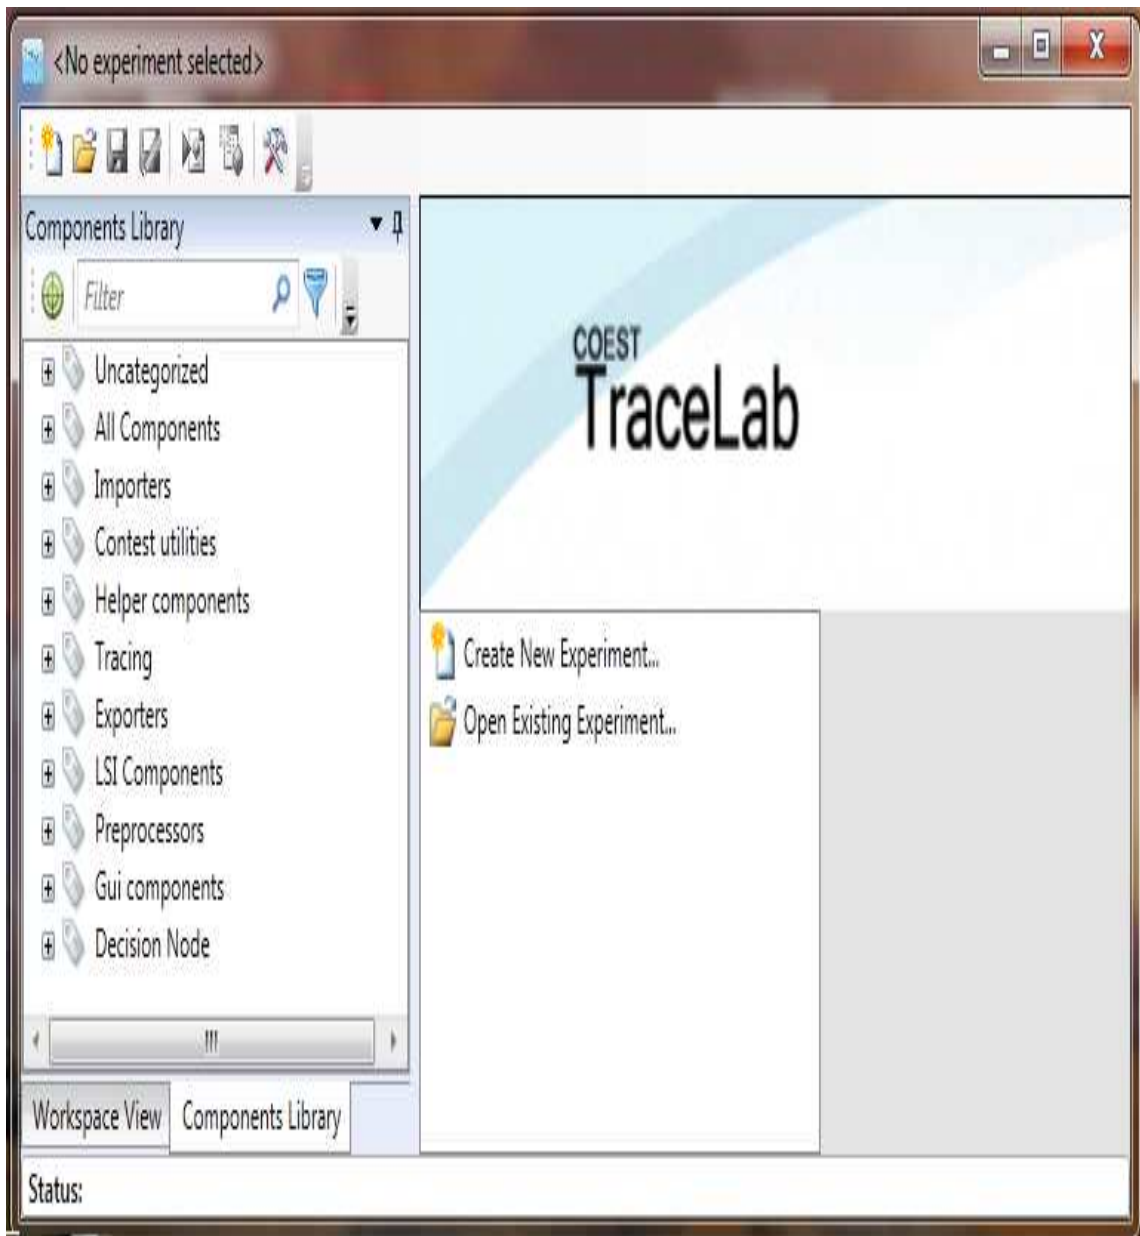 <No experiment selected>
Components Library
Filter
Uncategorized
All Components
Importers
Contest utilities
Helper components
Tracing
Exporters
LSI Components
Preprocessors
Gui components
Decision Node
Workspace View
Components Library
COEST
TraceLab
Create New Experiment...
Open Existing Experiment...
Status: